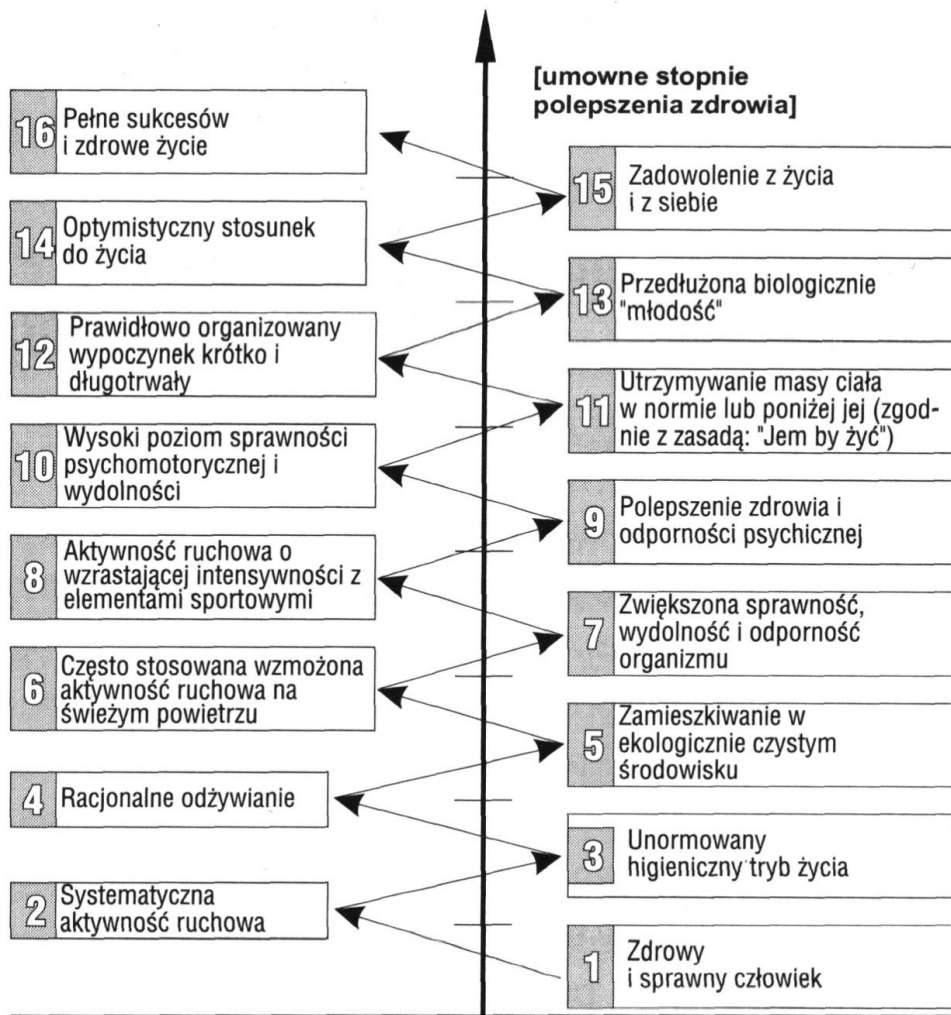 [umowne stopnie
polepszenia zdrowia]
16 Pełne sukcesów
i zdrowe życie
15 Zadowolenie z życia
i z siebie
14 Optymistyczny stosunek
do życia
13 Przedłużona biologicznie
"młodość"
12 Prawidłowo organizowany
wypoczynek krótko i
długotrwały
11 Utrzymywanie masy ciała
w normie lub poniżej jej (zgod-
nie z zasadą: "Jem by żyć")
10 Wysoki poziom sprawności
psychomotorycznej i
wydolności
9 Polepszenie zdrowia i
odporności psychicznej
8 Aktywność ruchowa o
wzrastającej intensywności z
elementami sportowymi
7 Zwiększona sprawność,
wydolność i odporność
organizmu
6 Często stosowana wzmożona
aktywność ruchowa na
świeżym powietrzu
5 Zamieszkiwanie w
ekologicznie czystym
środowisku
4 Racjonalne odżywianie
3 Unormowany
higieniczny tryb życia
2 Systematyczna
aktywność ruchowa
1 Zdrowy
i sprawny człowiek